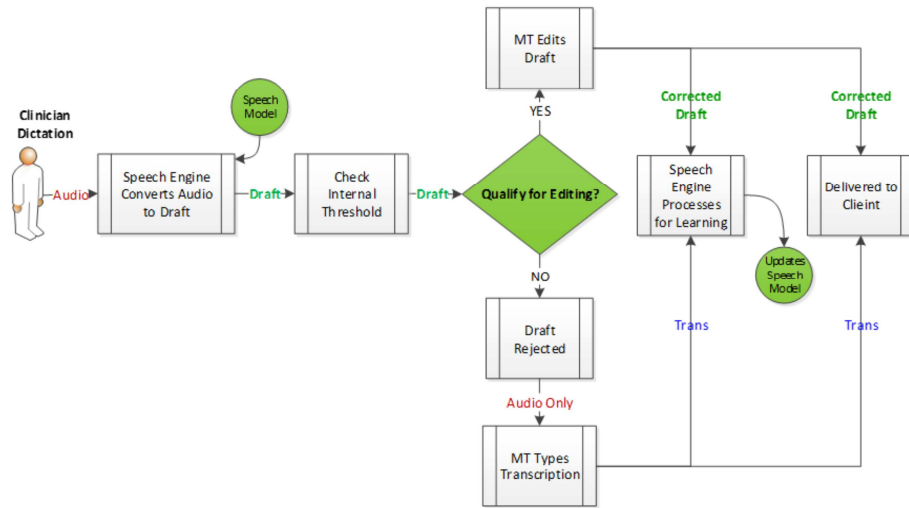 Clinician
Dictation
Audio
Speech Engine
Converts Audio
to Draft
Speech
Model
Draft
Check
Internal
Threshold
Draft
Qualify for Editing?
YES
MT Edits
Draft
Corrected
Draft
Corrected
Draft
Speech
Engine
Processes
for Learning
Updates
Speech
Model
Delivered to
Clieint
NO
Draft
Rejected
Audio Only
MT Types
Transcription
Trans
Trans